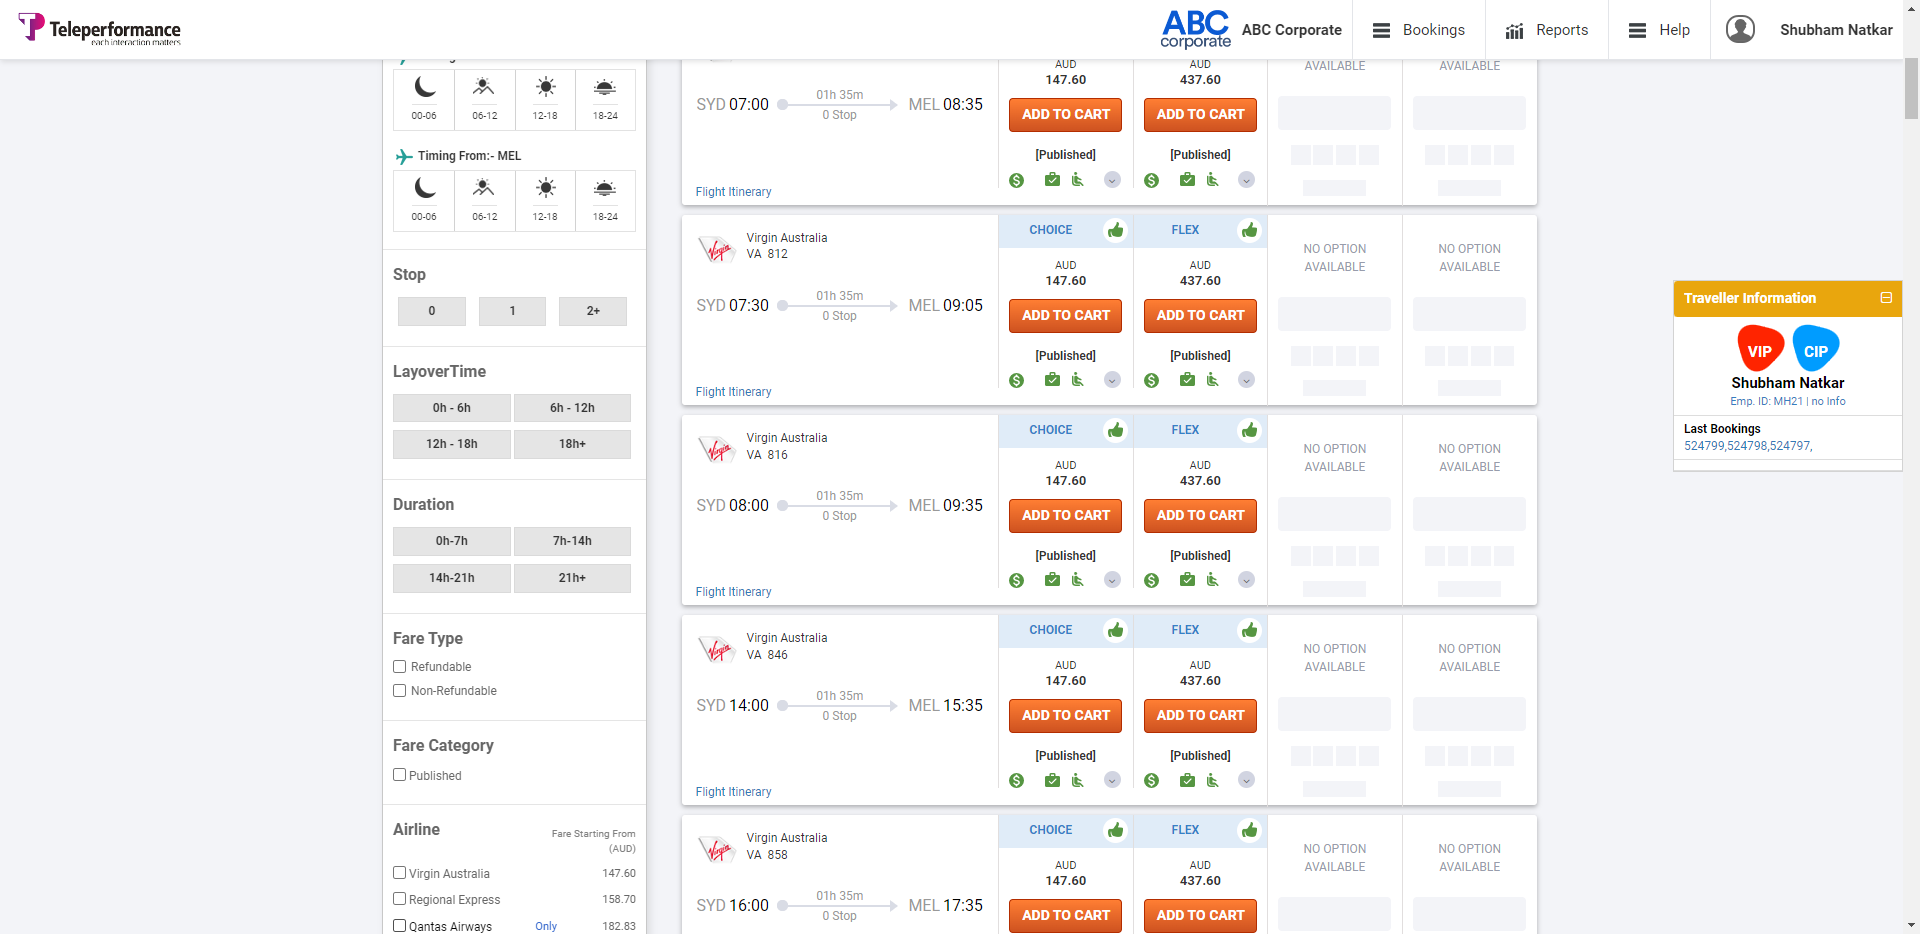 Teleperformance
each interaction matters
ABC
corporate
ABC Corporate
Bookings
Reports
Help
Shubham Natkar
00-06
06-12
12-18
18-24
Timing From:- MEL
00-06
06-12
12-18
18-24
Stop
0
1
2+
LayoverTime
0h - 6h
6h - 12h
12h - 18h
18h+
Duration
0h-7h
7h-14h
14h-21h
21h+
Fare Type
Refundable
Non-Refundable
Fare Category
Published
Airline
Fare Starting From
(AUD)
Virgin Australia 147.60
Regional Express 158.70
Qantas Airways Only 182.83
SYD 07:00
01h 35m
0 Stop
MEL 08:35
Flight Itinerary
AUD
147.60
ADD TO CART
[Published]
AUD
437.60
ADD TO CART
[Published]
AVAILABLE
AVAILABLE
Virgin Australia
VA 812
SYD 07:30
01h 35m
0 Stop
MEL 09:05
Flight Itinerary
CHOICE
AUD
147.60
ADD TO CART
[Published]
FLEX
AUD
437.60
ADD TO CART
[Published]
NO OPTION
AVAILABLE
NO OPTION
AVAILABLE
Virgin Australia
VA 816
SYD 08:00
01h 35m
0 Stop
MEL 09:35
Flight Itinerary
CHOICE
AUD
147.60
ADD TO CART
[Published]
FLEX
AUD
437.60
ADD TO CART
[Published]
NO OPTION
AVAILABLE
NO OPTION
AVAILABLE
Virgin Australia
VA 846
SYD 14:00
01h 35m
0 Stop
MEL 15:35
Flight Itinerary
CHOICE
AUD
147.60
ADD TO CART
[Published]
FLEX
AUD
437.60
ADD TO CART
[Published]
NO OPTION
AVAILABLE
NO OPTION
AVAILABLE
Virgin Australia
VA 858
SYD 16:00
01h 35m
0 Stop
MEL 17:35
CHOICE
AUD
147.60
ADD TO CART
FLEX
AUD
437.60
ADD TO CART
NO OPTION
AVAILABLE
NO OPTION
AVAILABLE
Traveller Information
VIP
CIP
Shubham Natkar
Emp. ID: MH21 | no Info
Last Bookings
524799,524798,524797,